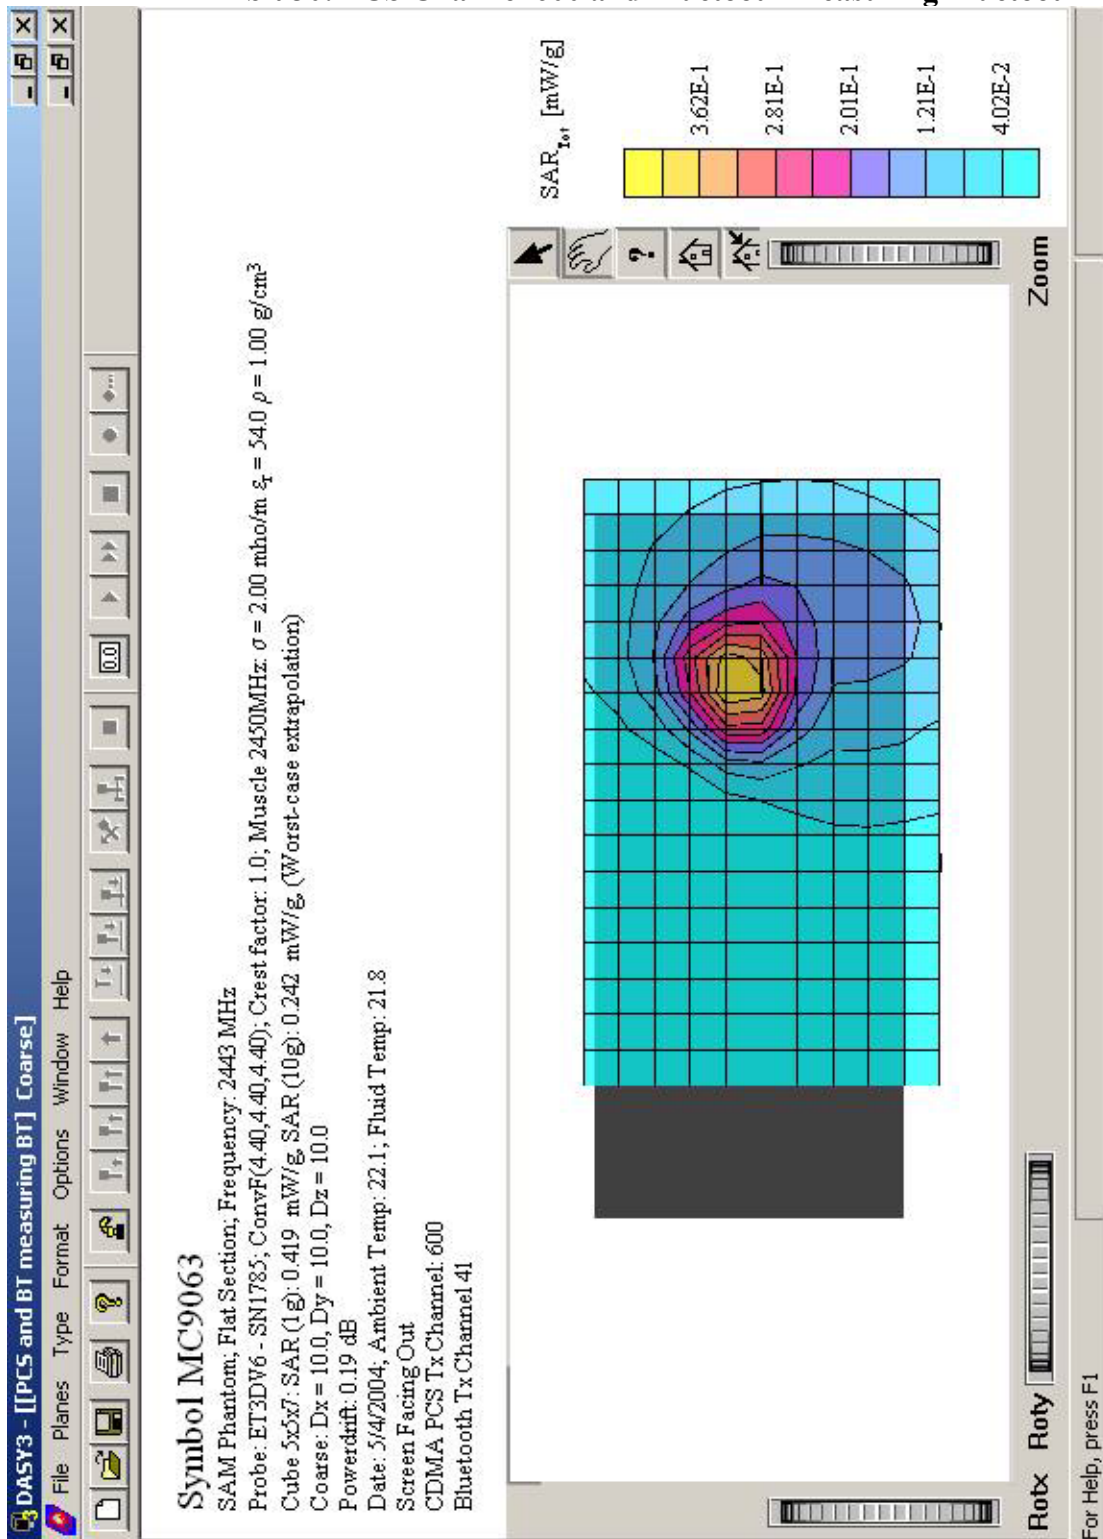 DASY3 - [[PCS and BT measuring BT] Coarse]
File Planes Type Format Options Window Help
Symbol MC9063
SAM Phantom; Flat Section; Frequency: 2443 MHz
Probe: ET3DV6 - SN1785; ConvF(4.40,4.40,4.40); Crest factor: 1.0; Muscle 2450MHz: σ = 2.00 mho/m εr = 54.0 ρ = 1.00 g/cm³
Cube 5x5x7: SAR (1g): 0.419 mW/g, SAR (10g): 0.242 mW/g, (Worst-case extrapolation)
Coarse: Dx = 10.0, Dy = 10.0, Dz = 10.0
Powerdrift: 0.19 dB
Date: 5/4/2004; Ambient Temp: 22.1; Fluid Temp: 21.8
Screen Facing Out
CDMA PCS Tx Channel: 600
Bluetooth Tx Channel 41
SARTot [mW/g]
3.62E-1
2.81E-1
2.01E-1
1.21E-1
4.02E-2
Rotx Roty Zoom
For Help, press F1